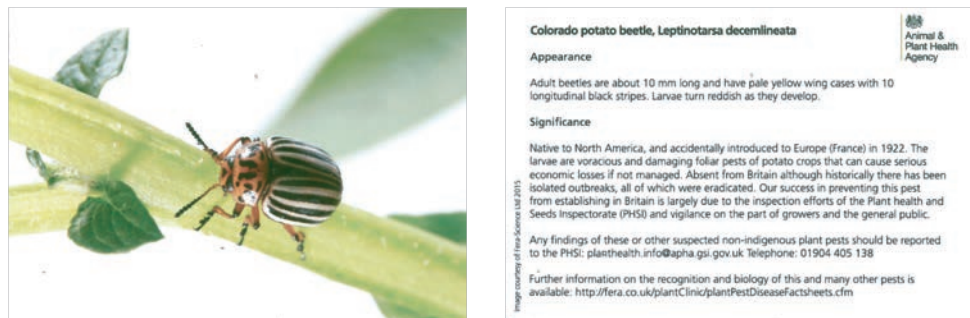 Colorado potato beetle, Leptinotarsa decemlineata
Animal &
Plant Health
Agency
Appearance
Adult beetles are about 10 mm long and have pale yellow wing cases with 10
longitudinal black stripes. Larvae turn reddish as they develop.
Significance
Native to North America, and accidentally introduced to Europe (France) in 1922. The
larvae are voracious and damaging foliar pests of potato crops that can cause serious
economic losses if not managed. Absent from Britain although historically there has been
isolated outbreaks, all of which were eradicated. Our success in preventing this pest
from establishing in Britain is largely due to the inspection efforts of the Plant health and
Seeds Inspectorate (PHSI) and vigilance on the part of growers and the general public.
Any findings of these or other suspected non-indigenous plant pests should be reported
to the PHSI: planthealth.info@apha.gsi.gov.uk Telephone: 01904 405 138
Further information on the recognition and biology of this and many other pests is
available: http://fera.co.uk/plantClinic/plantPestDiseaseFactsheets.cfm
Image courtesy of Fera-Science Ltd 2015